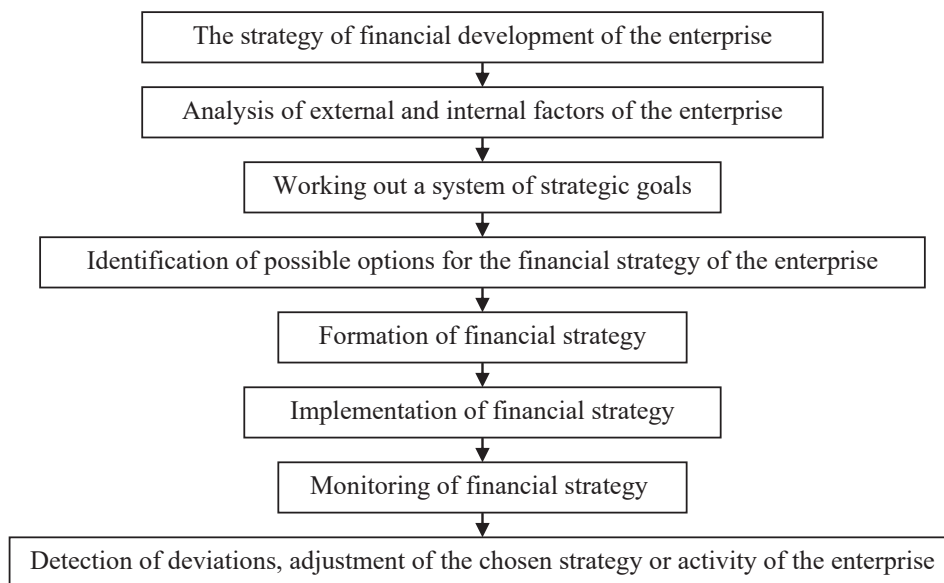 The strategy of financial development of the enterprise
Analysis of external and internal factors of the enterprise
Working out a system of strategic goals
Identification of possible options for the financial strategy of the enterprise
Formation of financial strategy
Implementation of financial strategy
Monitoring of financial strategy
Detection of deviations, adjustment of the chosen strategy or activity of the enterprise